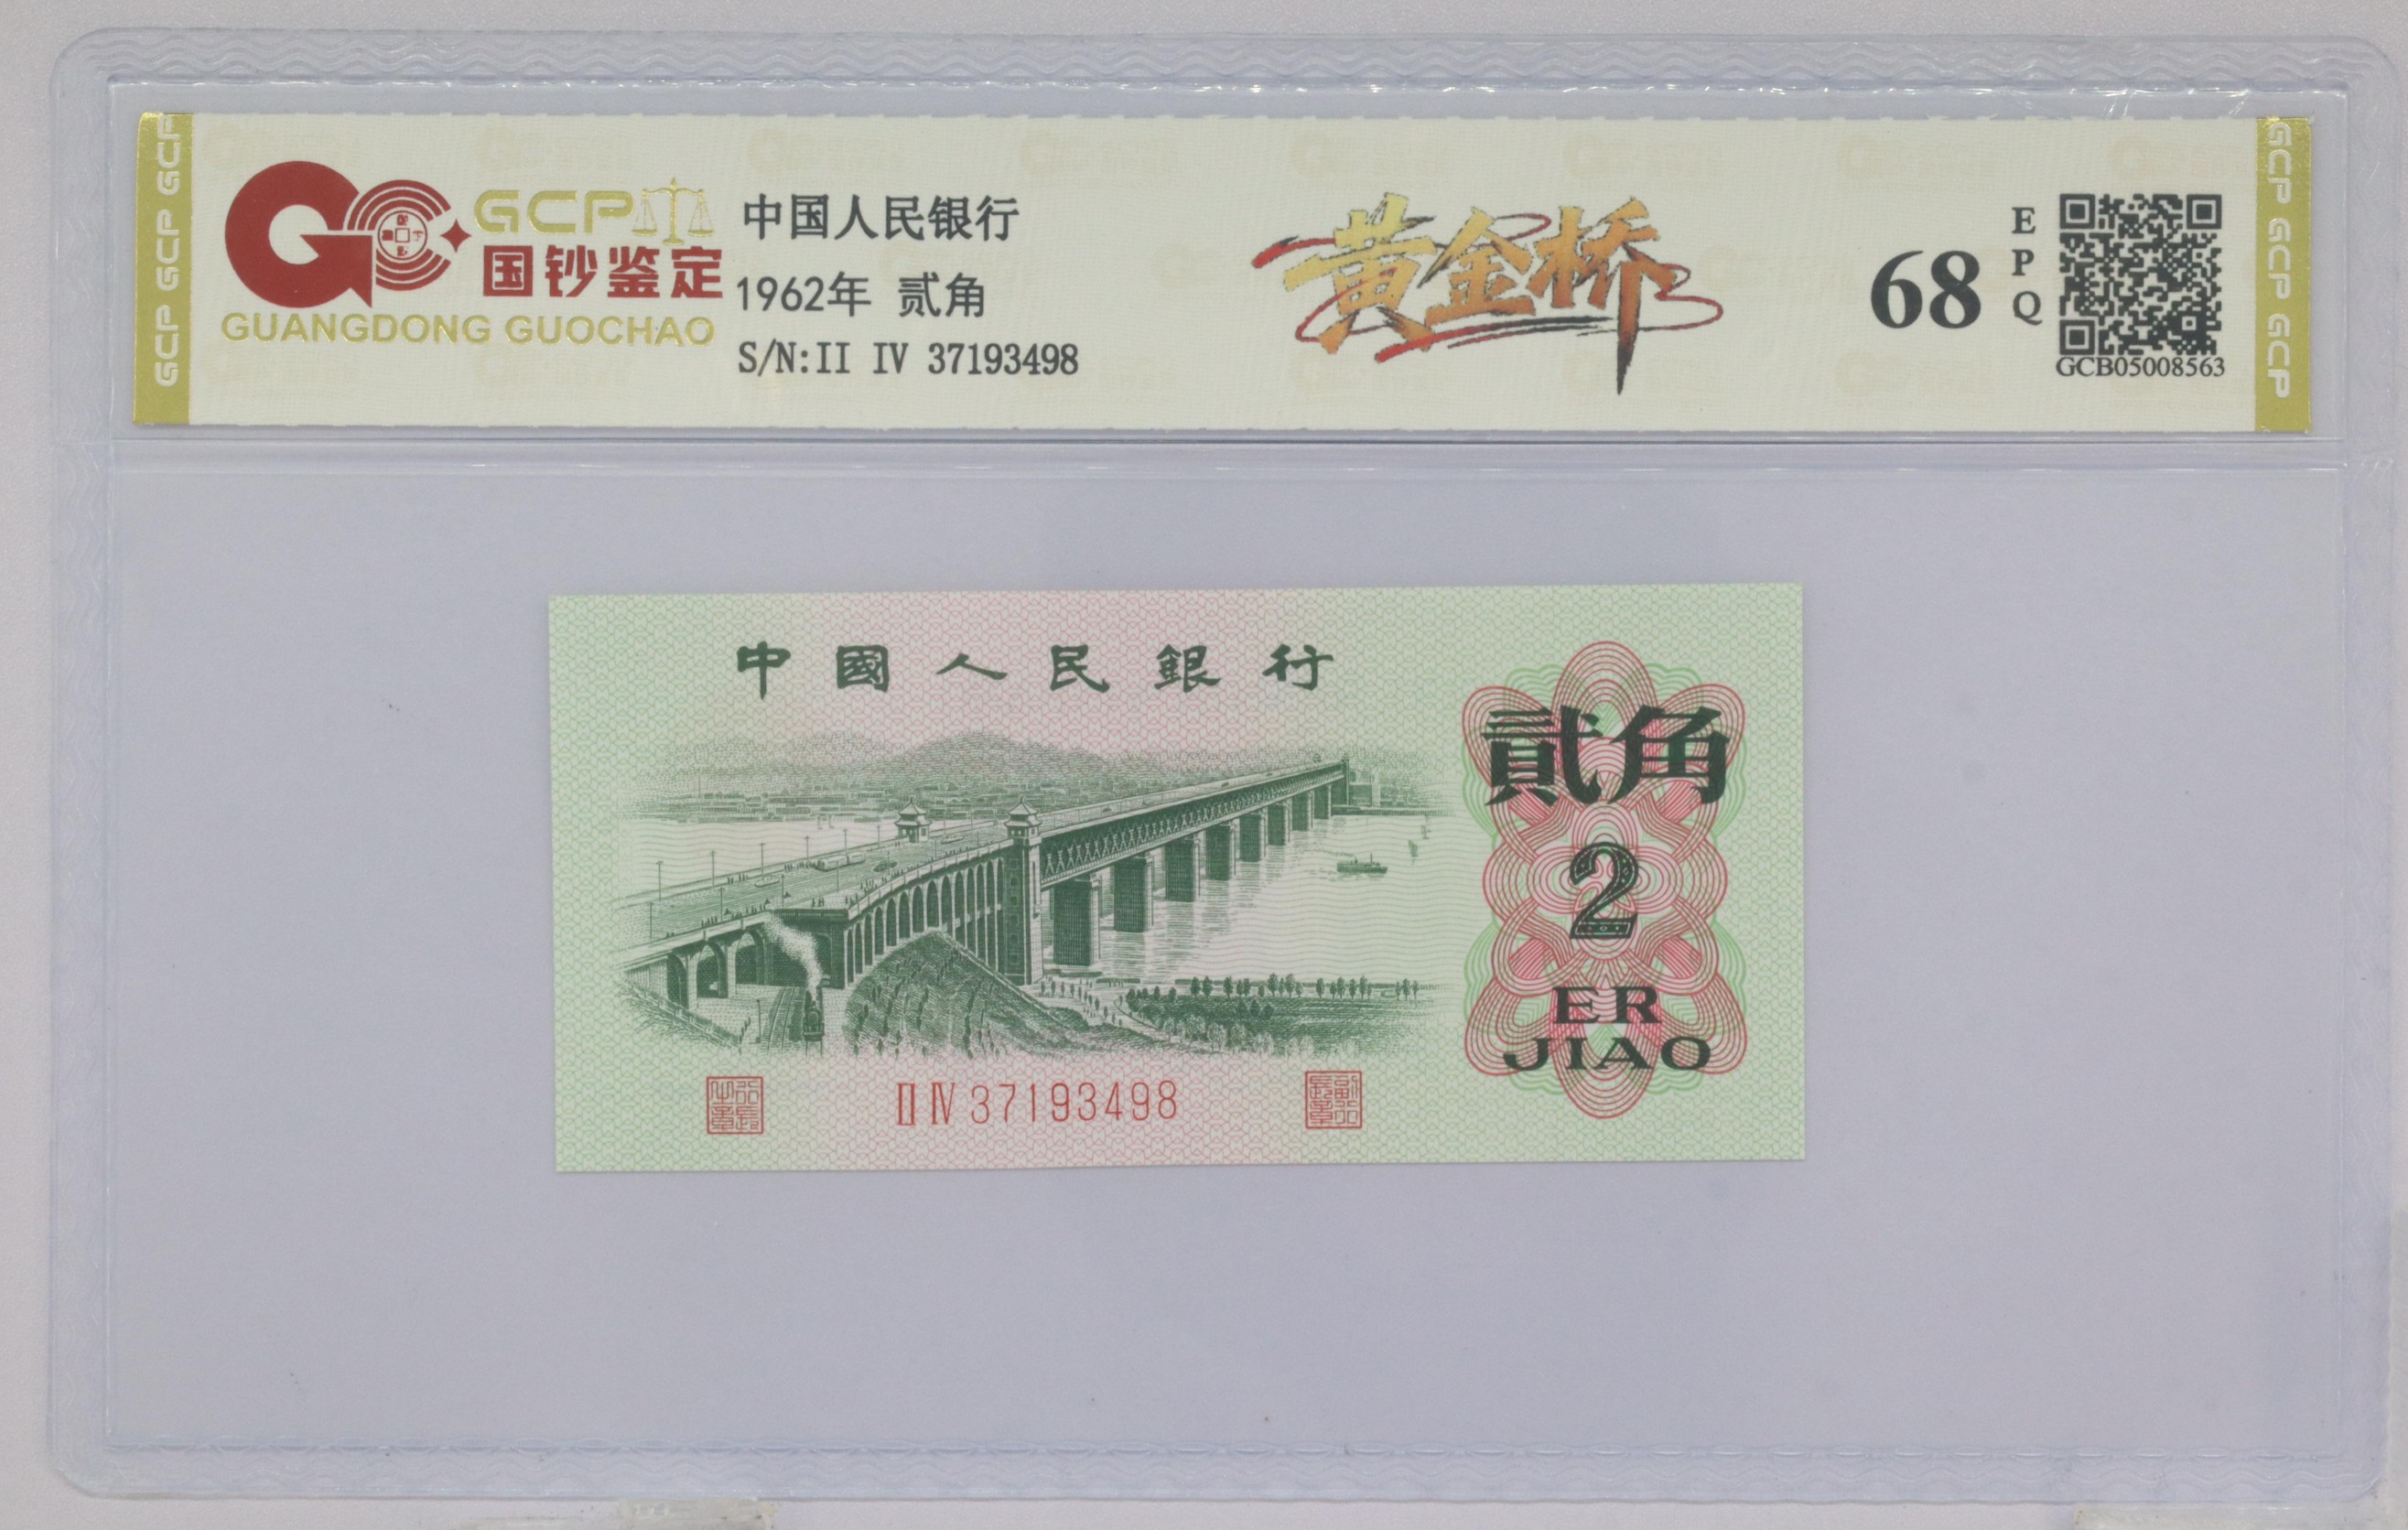 GCP GCP GCP
GCP
国钞鉴定
GUANGDONG GUOCHAO
中国人民银行
1962年 贰角
S/N:II IV 37193498
黄金桥
68
EPQ
GCB05008563
GCP GCP GCP
中國人民銀行
貳角
2
ER
JIAO
II IV 37193498